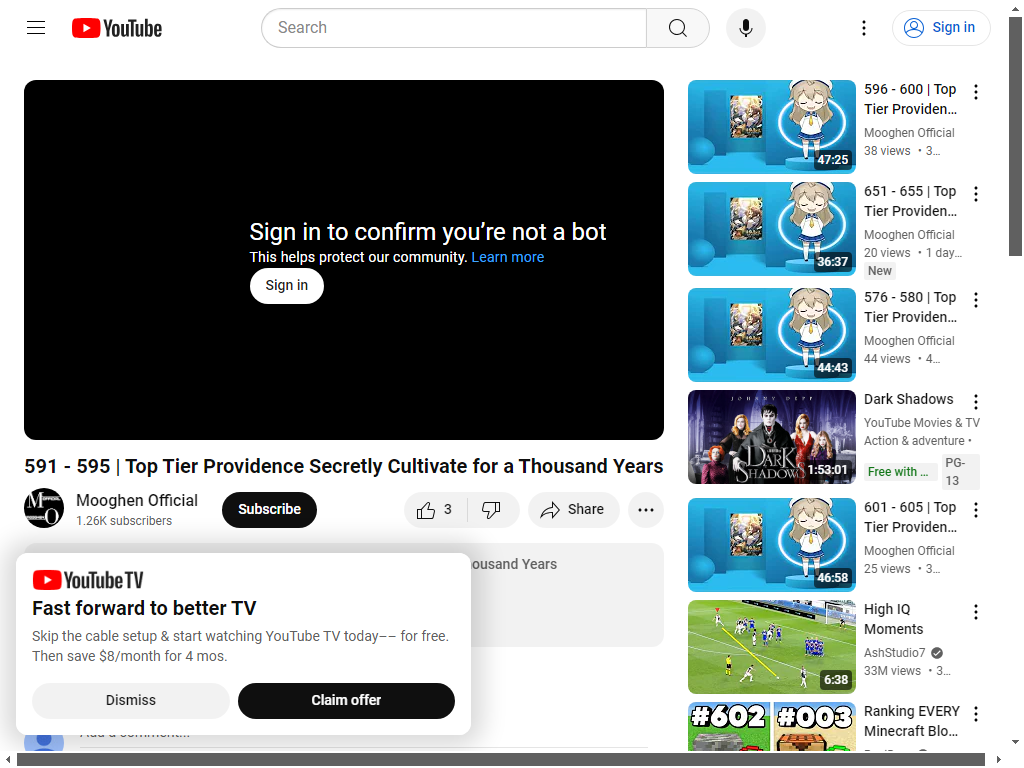 YouTube
Search
Sign in
Sign in to confirm you’re not a bot
This helps protect our community. Learn more
Sign in
591 - 595 | Top Tier Providence Secretly Cultivate for a Thousand Years
Mooghen Official
1.26K subscribers
Subscribe
3
Share
ousand Years
YouTube TV
Fast forward to better TV
Skip the cable setup & start watching YouTube TV today–– for free.
Then save $8/month for 4 mos.
Dismiss
Claim offer
Add a comment...
596 - 600 | Top
Tier Providen…
Mooghen Official
38 views • 3…
47:25
651 - 655 | Top
Tier Providen…
Mooghen Official
20 views • 1 day…
New
36:37
576 - 580 | Top
Tier Providen…
Mooghen Official
44 views • 4…
44:43
JOHNNY DEPP
DARK
SHADOWS
1:53:01
Dark Shadows
YouTube Movies & TV
Action & adventure •
Free with …
PG-
13
601 - 605 | Top
Tier Providen…
Mooghen Official
25 views • 3…
46:58
High IQ
Moments
AshStudio7
33M views • 3…
6:38
#602 #003
Ranking EVERY
Minecraft Blo…